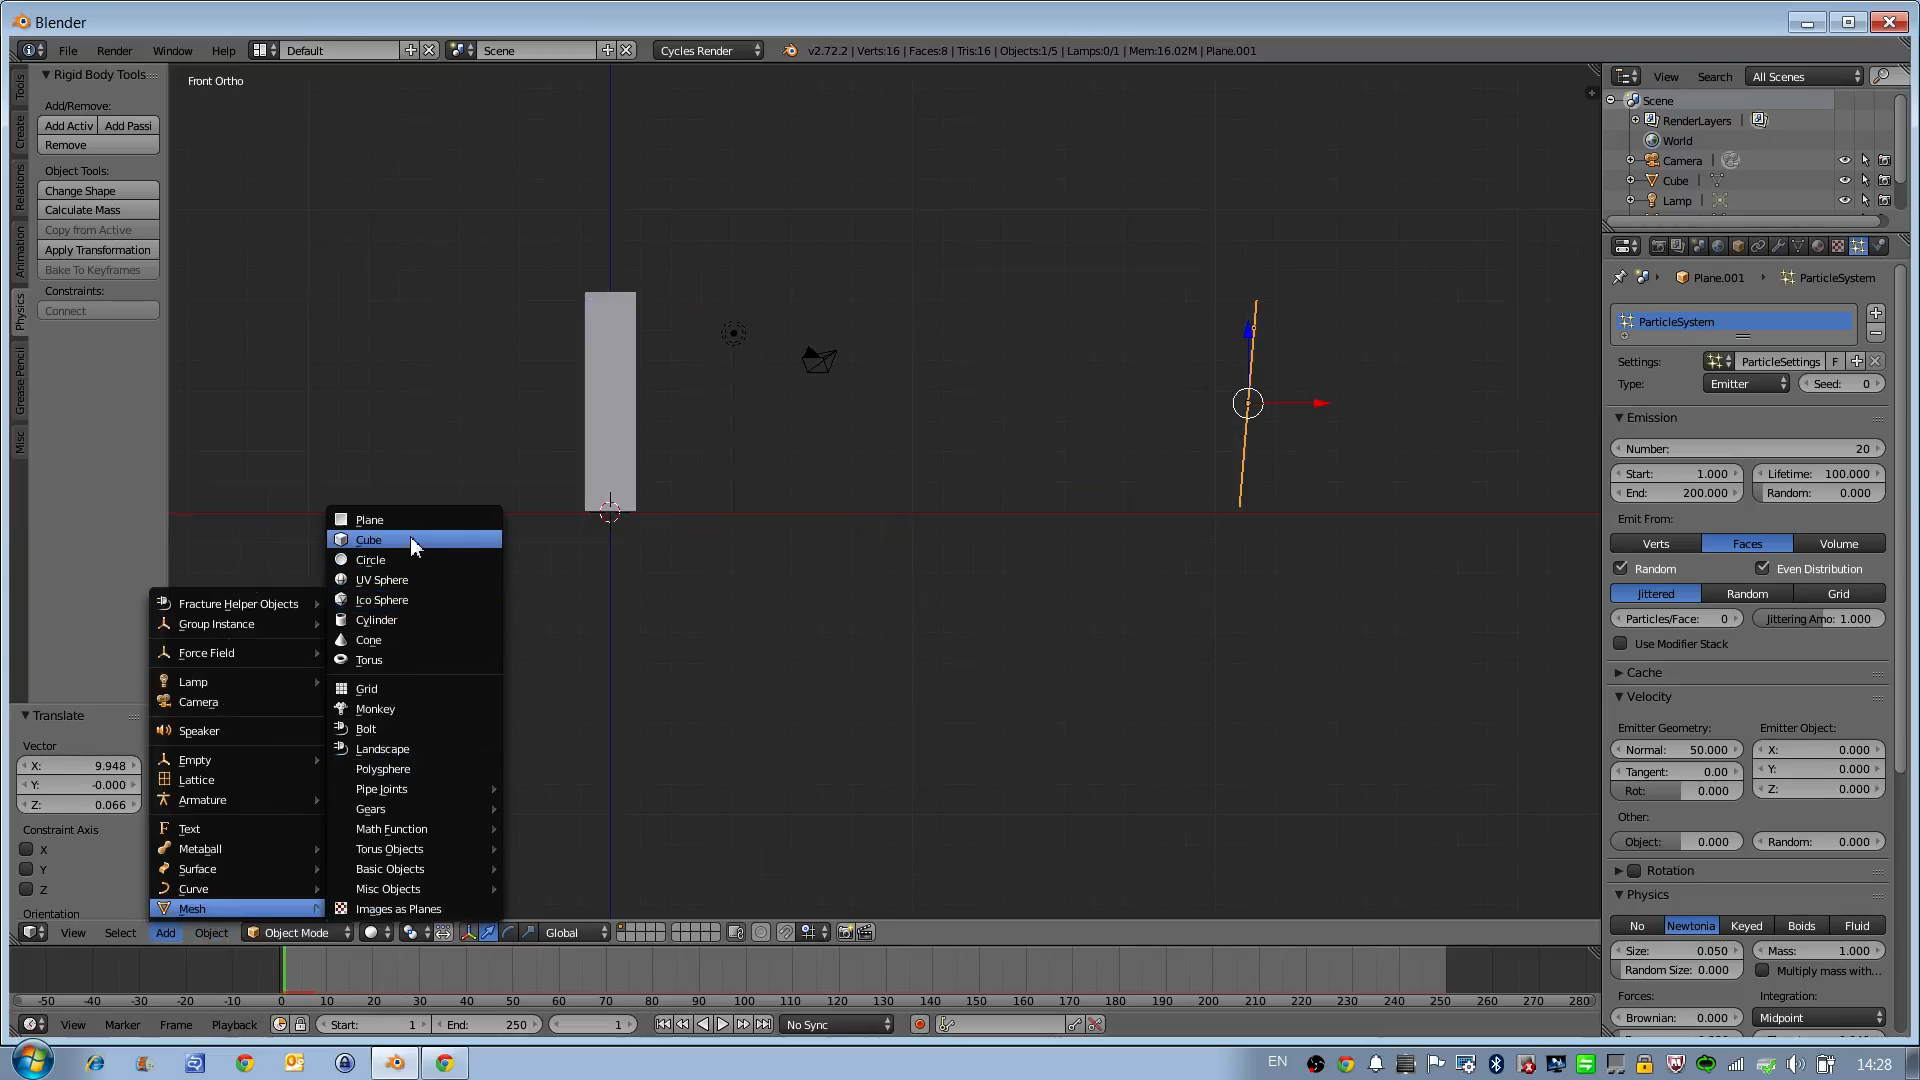 Blender
File Render Window Help Default Scene Cycles Render v2.72.2 | Verts:16 | Faces:8 | Tris:16 | Objects:1/5 | Lamps:0/1 | Mem:16.02M | Plane.001
Tools
Create
Relations
Animation
Physics
Grease Pencil
Misc
Rigid Body Tools
Add/Remove:
Add Activ Add Passi
Remove
Object Tools:
Change Shape
Calculate Mass
Copy from Active
Apply Transformation
Bake To Keyframes
Constraints:
Connect
Translate
Vector
X: 9.948
Y: -0.000
Z: 0.066
Constraint Axis
X
Y
Z
Orientation
Front Ortho
Fracture Helper Objects
Group Instance
Force Field
Lamp
Camera
Speaker
Empty
Lattice
Armature
Text
Metaball
Surface
Curve
Mesh
Plane
Cube
Circle
UV Sphere
Ico Sphere
Cylinder
Cone
Torus
Grid
Monkey
Bolt
Landscape
Polysphere
Pipe Joints
Gears
Math Function
Torus Objects
Basic Objects
Misc Objects
Images as Planes
View Select Add Object Object Mode Global
-50 -40 -30 -20 -10 0 10 20 30 40 50 60 70 80 90 100 110 120 130 140 150 160 170 180 190 200 210 220 230 240 250 260 270 280
View Marker Frame Playback Start: 1 End: 250 1 No Sync
View Search All Scenes
Scene
RenderLayers
World
Camera
Cube
Lamp
Plane.001 ParticleSystem
ParticleSystem
Settings: ParticleSettings F
Type: Emitter Seed: 0
Emission
Number: 20
Start: 1.000 Lifetime: 100.000
End: 200.000 Random: 0.000
Emit From:
Verts Faces Volume
Random Even Distribution
Jittered Random Grid
Particles/Face: 0 Jittering Amo: 1.000
Use Modifier Stack
Cache
Velocity
Emitter Geometry: Emitter Object:
Normal: 50.000 X: 0.000
Tangent: 0.00 Y: 0.000
Rot: 0.000 Z: 0.000
Other:
Object: 0.000 Random: 0.000
Rotation
Physics
No Newtonia Keyed Boids Fluid
Size: 0.050 Mass: 1.000
Random Size: 0.000 Multiply mass with...
Forces: Integration:
Brownian: 0.000 Midpoint
EN 14:28